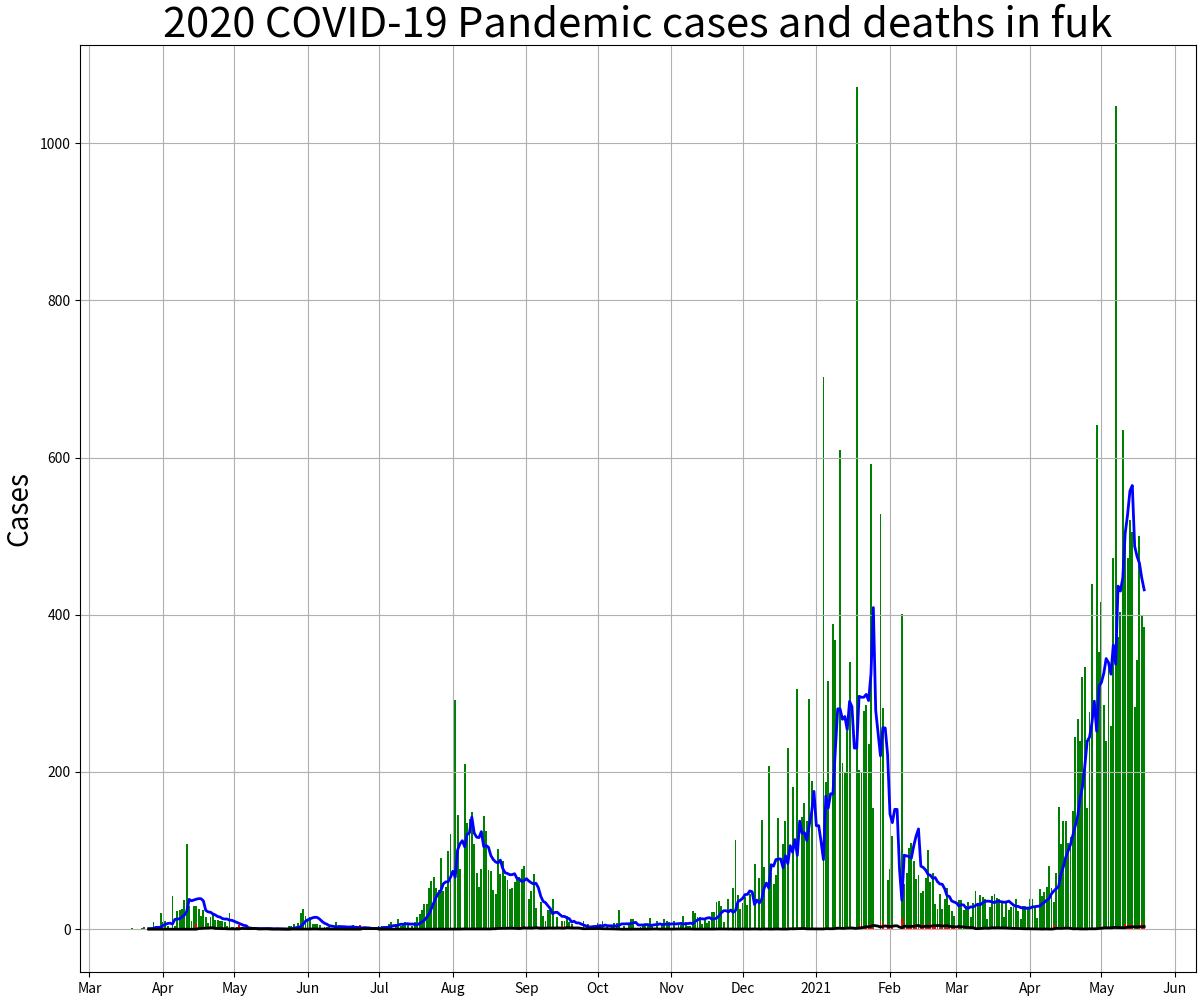 2020 COVID-19 Pandemic cases and deaths in fuk
Cases
1000
800
600
400
200
0
Mar Apr May Jun Jul Aug Sep Oct Nov Dec 2021 Feb Mar Apr May Jun